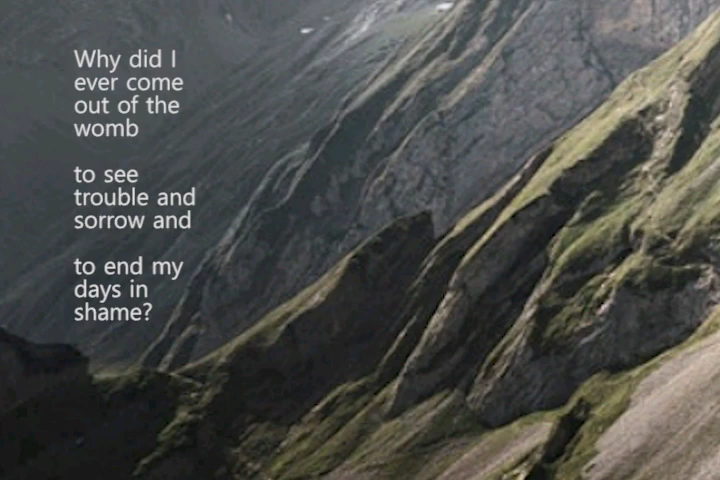 Why did I
ever come
out of the
womb
to see
trouble and
sorrow and
to end my
days in
shame?